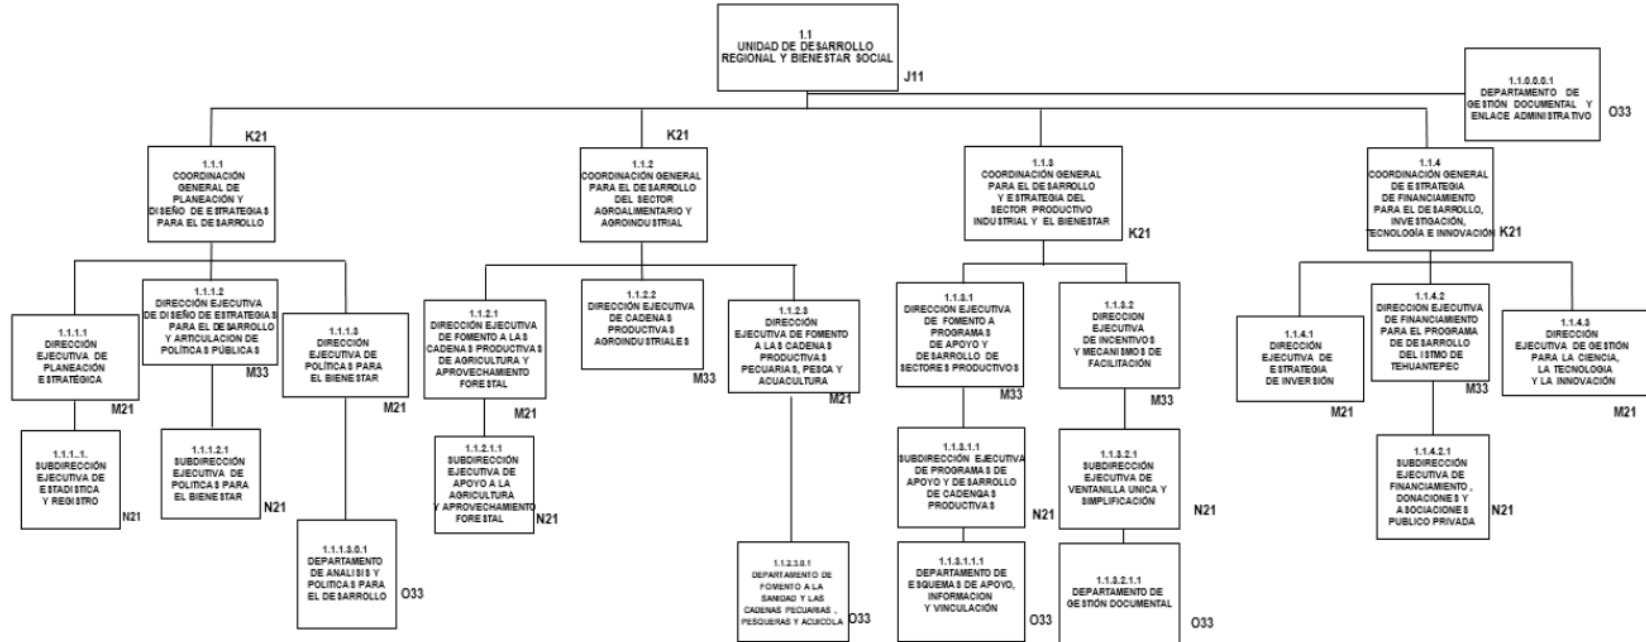 1.1
UNIDAD DE DESARROLLO
REGIONAL Y BIENESTAR SOCIAL
J11
1.1.0.0.0.1
DEPARTAMENTO DE
GESTIÓN DOCUMENTAL Y
ENLACE ADMINISTRATIVO
O33
K21
1.1.1
COORDINACIÓN
GENERAL DE
PLANEACIÓN Y
DISEÑO DE ESTRATEGIAS
PARA EL DESARROLLO
K21
1.1.2
COORDINACIÓN GENERAL
PARA EL DESARROLLO
DEL SECTOR
AGROALIMENTARIO Y
AGROINDUSTRIAL
1.1.3
COORDINACIÓN GENERAL
PARA EL DESARROLLO
Y ESTRATEGIA DEL
SECTOR PRODUCTIVO
INDUSTRIAL Y EL BIENESTAR
K21
1.1.4
COORDINACIÓN GENERAL
DE ESTRATEGIA
DE FINANCIAMIENTO
PARA EL DESARROLLO,
INVESTIGACIÓN,
TECNOLOGÍA E INNOVACIÓN
K21
1.1.1.1
DIRECCIÓN
EJECUTIVA DE
PLANEACIÓN
ESTRATÉGICA
M21
1.1.1.2
DIRECCIÓN EJECUTIVA
DE DISEÑO DE ESTRATEGIAS
PARA EL DESARROLLO
Y ARTICULACION DE
POLÍTICAS PÚBLICAS
M33
1.1.1.3
DIRECCIÓN
EJECUTIVA DE
POLÍTICAS PARA
EL BIENESTAR
M21
1.1.2.1
DIRECCIÓN EJECUTIVA
DE FOMENTO A LAS
CADENAS PRODUCTIVAS
DE AGRICULTURA Y
APROVECHAMIENTO
FORESTAL
M21
1.1.2.2
DIRECCIÓN EJECUTIVA
DE CADENAS
PRODUCTIVAS
AGROINDUSTRIALES
M33
1.1.2.3
DIRECCIÓN
EJECUTIVA DE FOMENTO
A LAS CADENAS
PRODUCTIVAS
PECUARIAS, PESCA Y
ACUACULTURA
M21
1.1.3.1
DIRECCION EJECUTIVA
DE FOMENTO A
PROGRAMAS
DE APOYO Y
DESARROLLO DE
SECTORES PRODUCTIVOS
M33
1.1.3.2
DIRECCION
EJECUTIVA
DE INCENTIVOS
Y MECANISMOS DE
FACILITACIÓN
M33
1.1.4.1
DIRECCIÓN
EJECUTIVA DE
ESTRATEGIA
DE INVERSIÓN
M21
1.1.4.2
DIRECCION EJECUTIVA
DE FINANCIAMIENTO
PARA EL PROGRAMA
DE DESARROLLO
DEL ISTMO DE
TEHUANTEPEC
M33
1.1.4.3
DIRECCIÓN
EJECUTIVA DE GESTIÓN
PARA LA CIENCIA,
LA TECNOLOGIA
Y LA INNOVACIÓN
M21
1.1.1..1.
SUBDIRECCIÓN
EJECUTIVA DE
ESTADISTICA
Y REGISTRO
N21
1.1.1.2.1
SUBDIRECCIÓN
EJECUTIVA DE
POLITICAS PARA
EL BIENESTAR
N21
1.1.1.3.0.1
DEPARTAMENTO
DE ANALISIS Y
POLITICAS PARA
EL DESARROLLO
O33
1.1.2.1.1
SUBDIRECCIÓN
EJECUTIVA DE
APOYO A LA
AGRICULTURA
Y APROVECHAMIENTO
FORESTAL
N21
1.1.2.3.0.1
DEPARTAMENTO DE
FOMENTO A LA
SANIDAD Y LAS
CADENAS PECUARIAS,
PESQUERAS Y ACUICOLA
O33
1.1.3.1.1
SUBDIRECCIÓN EJECUTIVA
DE PROGRAMAS DE
APOYO Y DESARROLLO
DE CADENQAS
PRODUCTIVAS
N21
1.1.3.1.1.1
DEPARTAMENTO DE
ESQUEMAS DE APOYO,
INFORMACION
Y VINCULACIÓN
O33
1.1.3.2.1
SUBDIRECCIÓN
EJECUTIVA DE
VENTANILLA UNICA Y
SIMPLIFICACIÓN
N21
1.1.3.2.1.1
DEPARTAMENTO DE
GESTIÓN DOCUMENTAL
O33
1.1.4.2.1
SUBDIRECCIÓN
EJECUTIVA DE
FINANCIAMIENTO,
DONACIONES Y
ASOCIACIONES
PUBLICO PRIVADA
N21